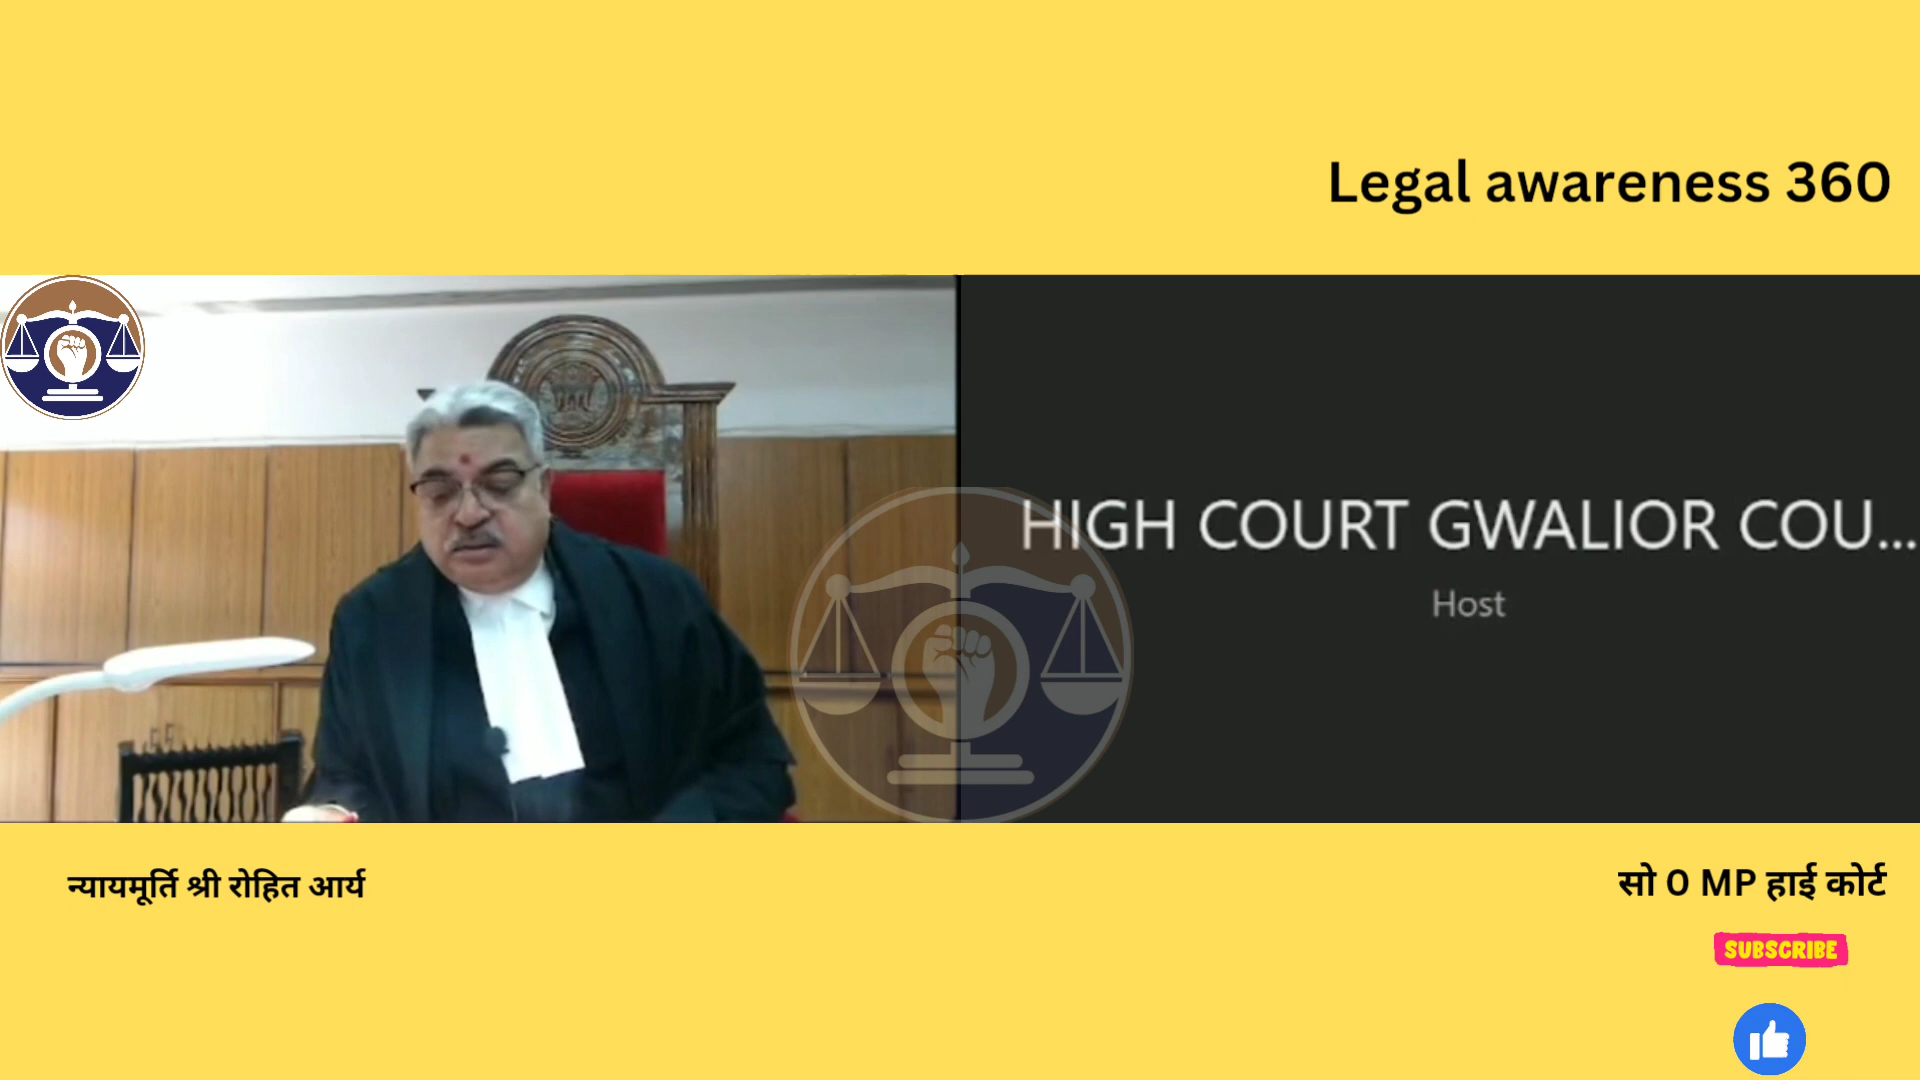 Legal awareness 360
HIGH COURT GWALIOR COU...
Host
न्यायमूर्ति श्री रोहित आर्य
सो 0 MP हाई कोर्ट
SUBSCRIBE